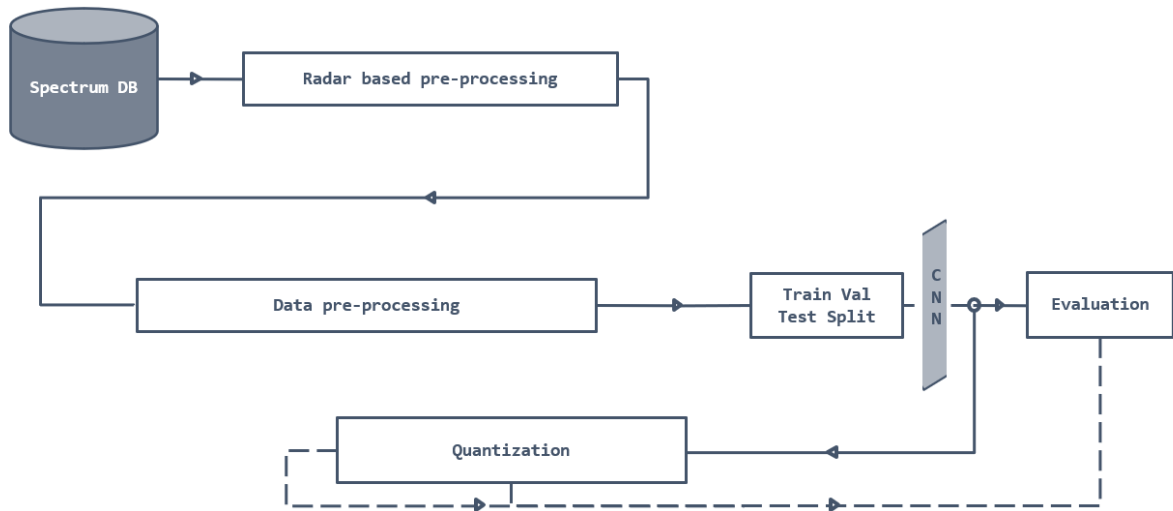 Spectrum DB
Radar based pre-processing
Data pre-processing
Train Val
Test Split
C
N
N
Evaluation
Quantization